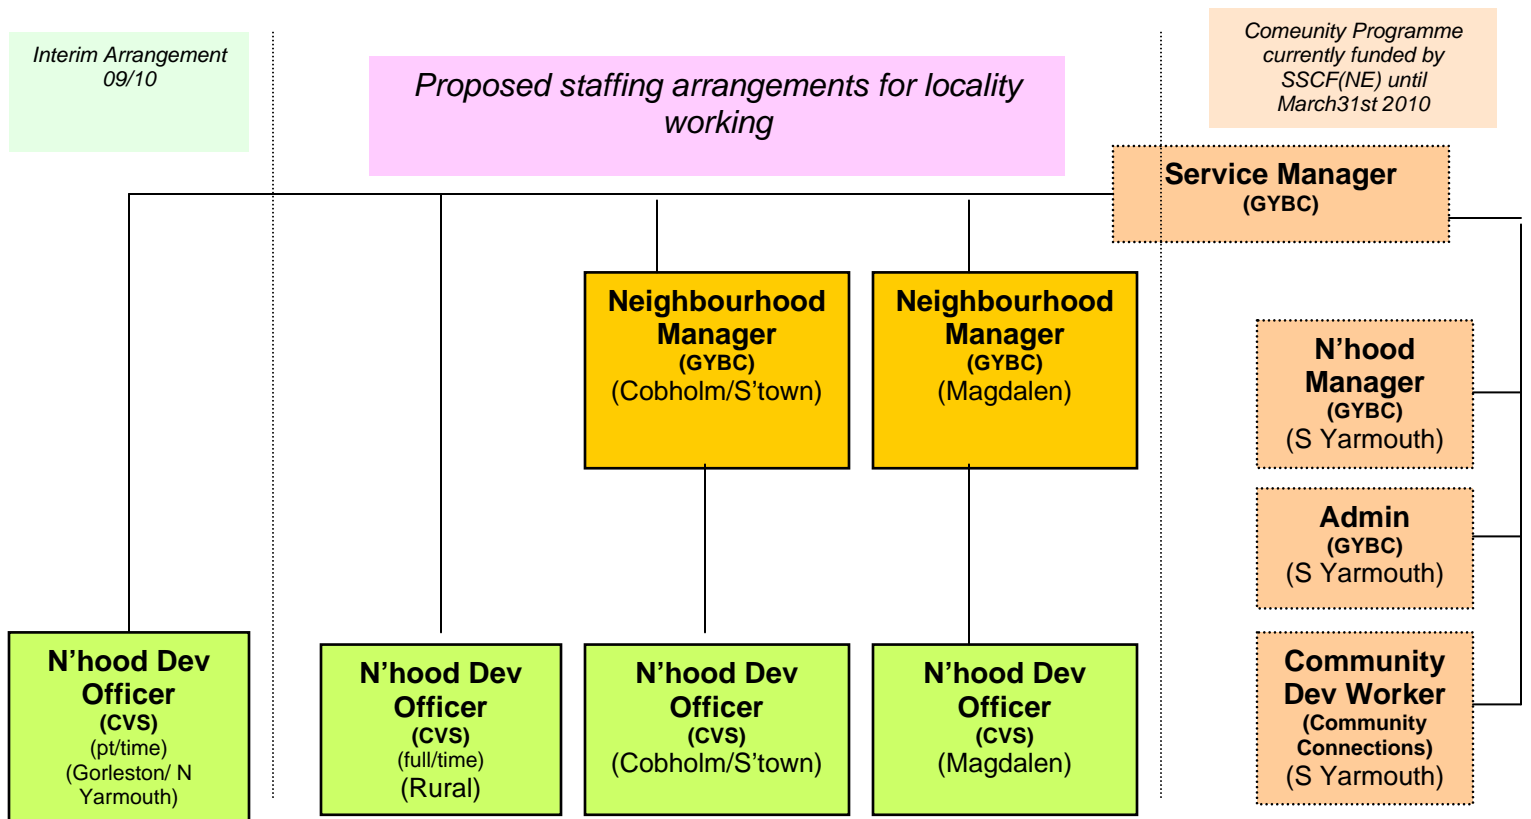 Interim Arrangement
09/10
Proposed staffing arrangements for locality
working
Comeunity Programme
currently funded by
SSCF(NE) until
March31st 2010
Service Manager
(GYBC)
Neighbourhood
Manager
(GYBC)
(Cobholm/S'town)
Neighbourhood
Manager
(GYBC)
(Magdalen)
N'hood
Manager
(GYBC)
(S Yarmouth)
Admin
(GYBC)
(S Yarmouth)
N'hood Dev
Officer
(CVS)
(pt/time)
(Gorleston/ N
Yarmouth)
N'hood Dev
Officer
(CVS)
(full/time)
(Rural)
N'hood Dev
Officer
(CVS)
(Cobholm/S'town)
N'hood Dev
Officer
(CVS)
(Magdalen)
Community
Dev Worker
(Community
Connections)
(S Yarmouth)